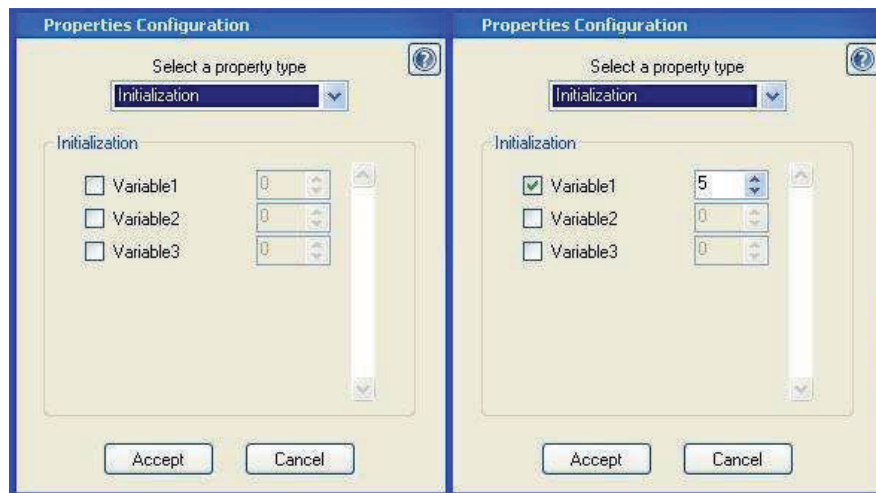 Properties Configuration
Select a property type
Initialization
Initialization
Variable1 0
Variable2 0
Variable3 0
Accept Cancel
Properties Configuration
Select a property type
Initialization
Initialization
Variable1 5
Variable2 0
Variable3 0
Accept Cancel